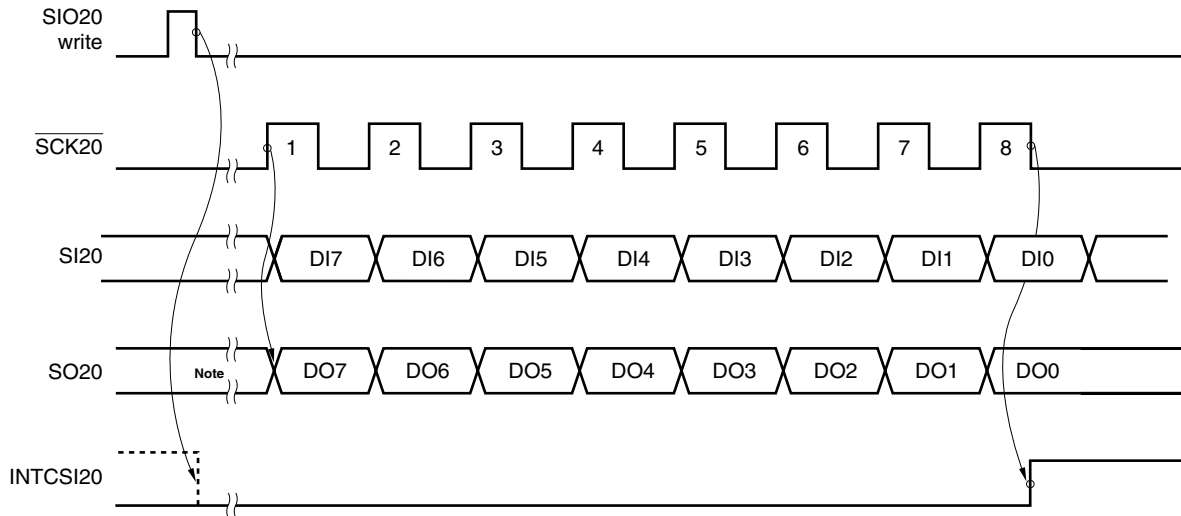 SIO20
write
SCK20
1 2 3 4 5 6 7 8
SI20
DI7 DI6 DI5 DI4 DI3 DI2 DI1 DI0
SO20
Note
DO7 DO6 DO5 DO4 DO3 DO2 DO1 DO0
INTCSI20